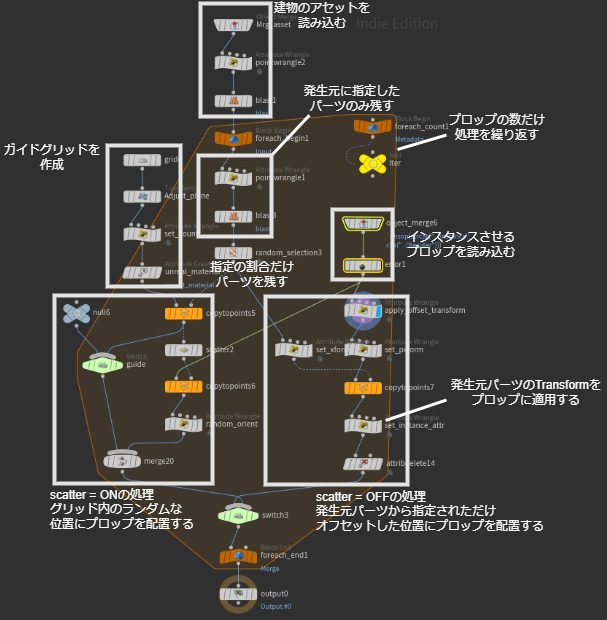 建物のアセットを
読み込む
Object Merge
Mrg_asset
Indie Edition
Attribute Wrangle
pointwrangle2
blast1
発生元に指定した
パーツのみ残す
Block Begin
foreach_begin1
Input
Block Begin
foreach_count1
Metadata
プロップの数だけ
処理を繰り返す
Iter
ガイドグリッドを
作成
Adjust_plane
Attribute Wrangle
pointwrangle1
blast3
object_merge6
インスタンスさせる
プロップを読み込む
error1
random_selection3
指定の割合だけ
パーツを残す
Attribute Create
null6
copytopoints5
Attribute Wrangle
apply_offset_transform
scatter2
Switch
guide
Attribute Wrangle
copytopoints6
copytopoints7
発生元パーツのTransformを
プロップに適用する
Attribute Wrangle
random_orient
Attribute Wrangle
set_instance_attr
merge20
attribdelete14
scatter = ONの処理
グリッド内のランダムな
位置にプロップを配置する
scatter = OFFの処理
発生元パーツから指定されただけ
オフセットした位置にプロップを配置する
switch3
Block End
foreach_end1
Merge
output0
Output #0